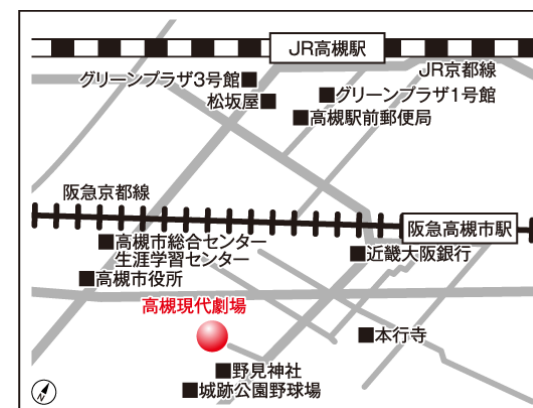 JR高槻駅
JR京都線
グリーンプラザ3号館
松坂屋
グリーンプラザ1号館
高槻駅前郵便局
阪急京都線
阪急高槻市駅
高槻市総合センター
生涯学習センター
近畿大阪銀行
高槻市役所
高槻現代劇場
本行寺
野見神社
城跡公園野球場